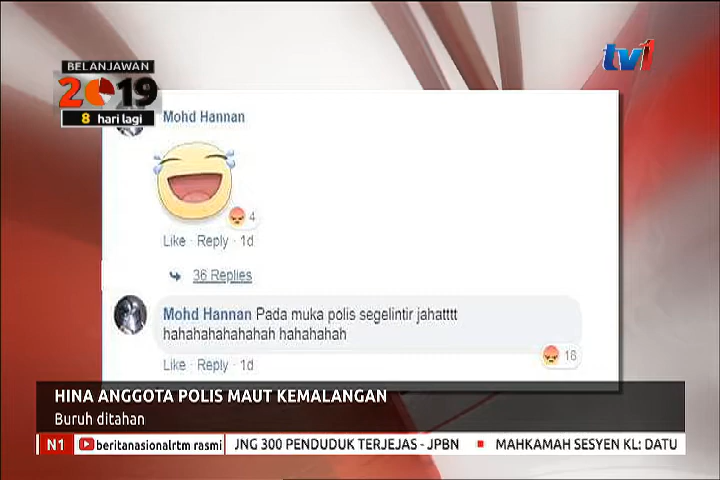 BELANJAWAN
2019
8 hari lagi
tv1
Mohd Hannan
4
Like · Reply · 1d
36 Replies
Mohd Hannan Pada muka polis segelintir jahatttt
hahahahahahahah hahahahah
16
Like · Reply · 1d
HINA ANGGOTA POLIS MAUT KEMALANGAN
Buruh ditahan
N1 beritanasionalrtm rasmi JNG 300 PENDUDUK TERJEJAS - JPBN MAHKAMAH SESYEN KL: DATU